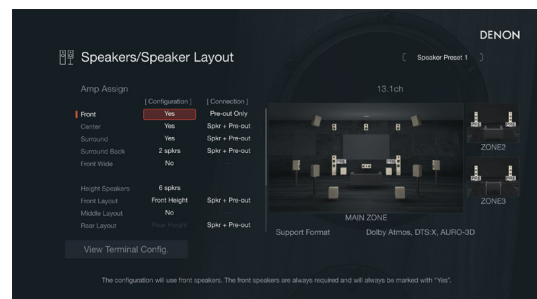 DENON
Speakers/Speaker Layout
Speaker Preset 1
Amp Assign
13.1ch
[ Configuration ] [ Connection ]
Front Yes Pre-out Only
Center Yes Spkr + Pre-out
Surround Yes Spkr + Pre-out
Surround Back 2 spkrs Spkr + Pre-out
Front Wide No
Height Speakers 6 spkrs
Front Layout Front Height Spkr + Pre-out
Middle Layout No
Rear Layout Rear Height Spkr + Pre-out
ZONE2
ZONE3
MAIN ZONE
Support Format Dolby Atmos, DTS:X, AURO-3D
View Terminal Config.
The configuration will use front speakers. The front speakers are always required and will always be marked with "Yes".